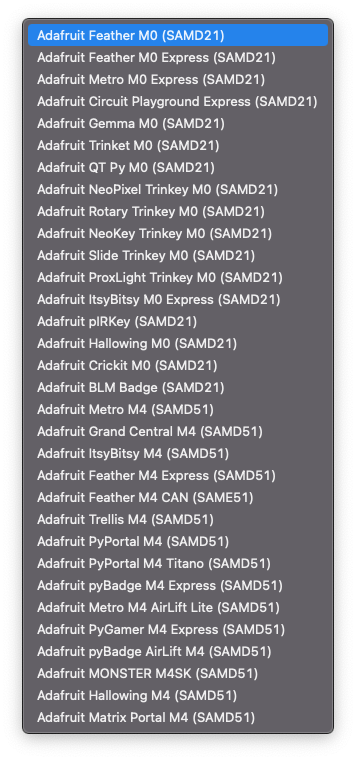 Adafruit Feather M0 (SAMD21)
Adafruit Feather M0 Express (SAMD21)
Adafruit Metro M0 Express (SAMD21)
Adafruit Circuit Playground Express (SAMD21)
Adafruit Gemma M0 (SAMD21)
Adafruit Trinket M0 (SAMD21)
Adafruit QT Py M0 (SAMD21)
Adafruit NeoPixel Trinkey M0 (SAMD21)
Adafruit Rotary Trinkey M0 (SAMD21)
Adafruit NeoKey Trinkey M0 (SAMD21)
Adafruit Slide Trinkey M0 (SAMD21)
Adafruit ProxLight Trinkey M0 (SAMD21)
Adafruit ItsyBitsy M0 Express (SAMD21)
Adafruit pIRKey (SAMD21)
Adafruit Hallowing M0 (SAMD21)
Adafruit Crickit M0 (SAMD21)
Adafruit BLM Badge (SAMD21)
Adafruit Metro M4 (SAMD51)
Adafruit Grand Central M4 (SAMD51)
Adafruit ItsyBitsy M4 (SAMD51)
Adafruit Feather M4 Express (SAMD51)
Adafruit Feather M4 CAN (SAME51)
Adafruit Trellis M4 (SAMD51)
Adafruit PyPortal M4 (SAMD51)
Adafruit PyPortal M4 Titano (SAMD51)
Adafruit pyBadge M4 Express (SAMD51)
Adafruit Metro M4 AirLift Lite (SAMD51)
Adafruit PyGamer M4 Express (SAMD51)
Adafruit pyBadge AirLift M4 (SAMD51)
Adafruit MONSTER M4SK (SAMD51)
Adafruit Hallowing M4 (SAMD51)
Adafruit Matrix Portal M4 (SAMD51)